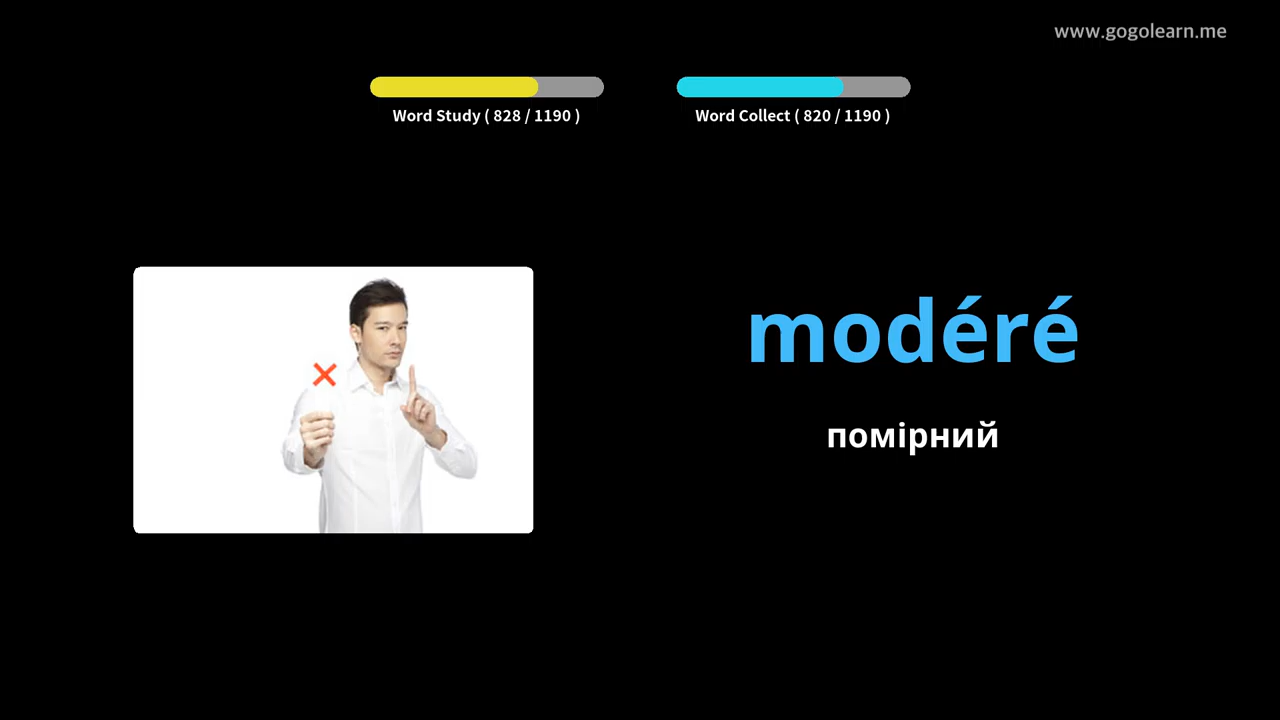 www.gogolearn.me
Word Study ( 828 / 1190 )
Word Collect ( 820 / 1190 )
modéré
помірний